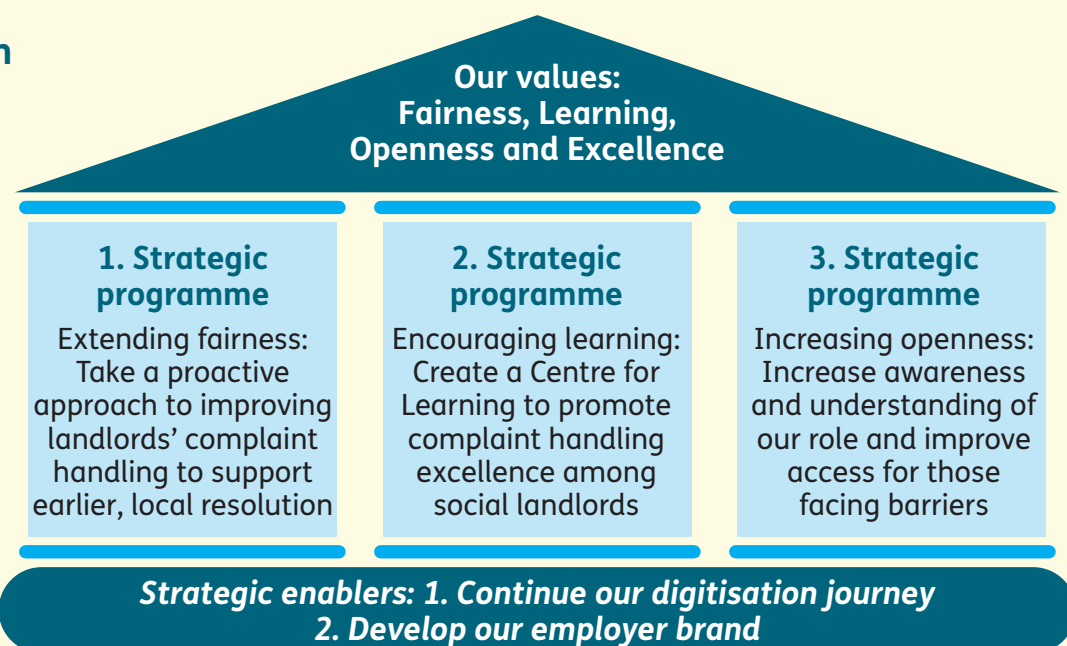 Our values:
Fairness, Learning,
Openness and Excellence
1. Strategic
programme
Extending fairness:
Take a proactive
approach to improving
landlords’ complaint
handling to support
earlier, local resolution
2. Strategic
programme
Encouraging learning:
Create a Centre for
Learning to promote
complaint handling
excellence among
social landlords
3. Strategic
programme
Increasing openness:
Increase awareness
and understanding of
our role and improve
access for those
facing barriers
Strategic enablers: 1. Continue our digitisation journey
2. Develop our employer brand